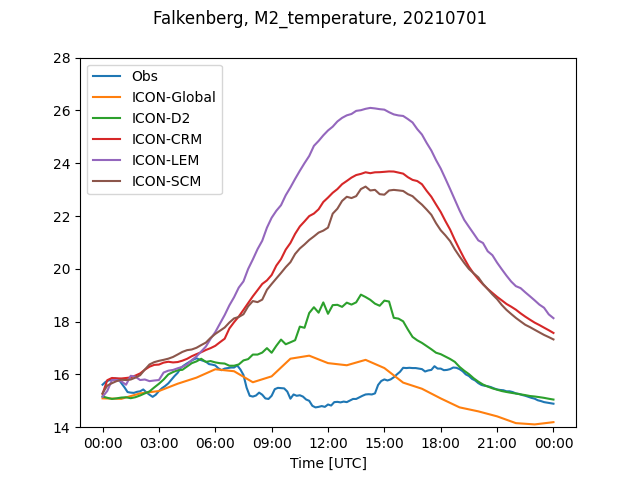 Falkenberg, M2_temperature, 20210701
28
26
24
22
20
18
16
14
Obs
ICON-Global
ICON-D2
ICON-CRM
ICON-LEM
ICON-SCM
00:00 03:00 06:00 09:00 12:00 15:00 18:00 21:00 00:00
Time [UTC]